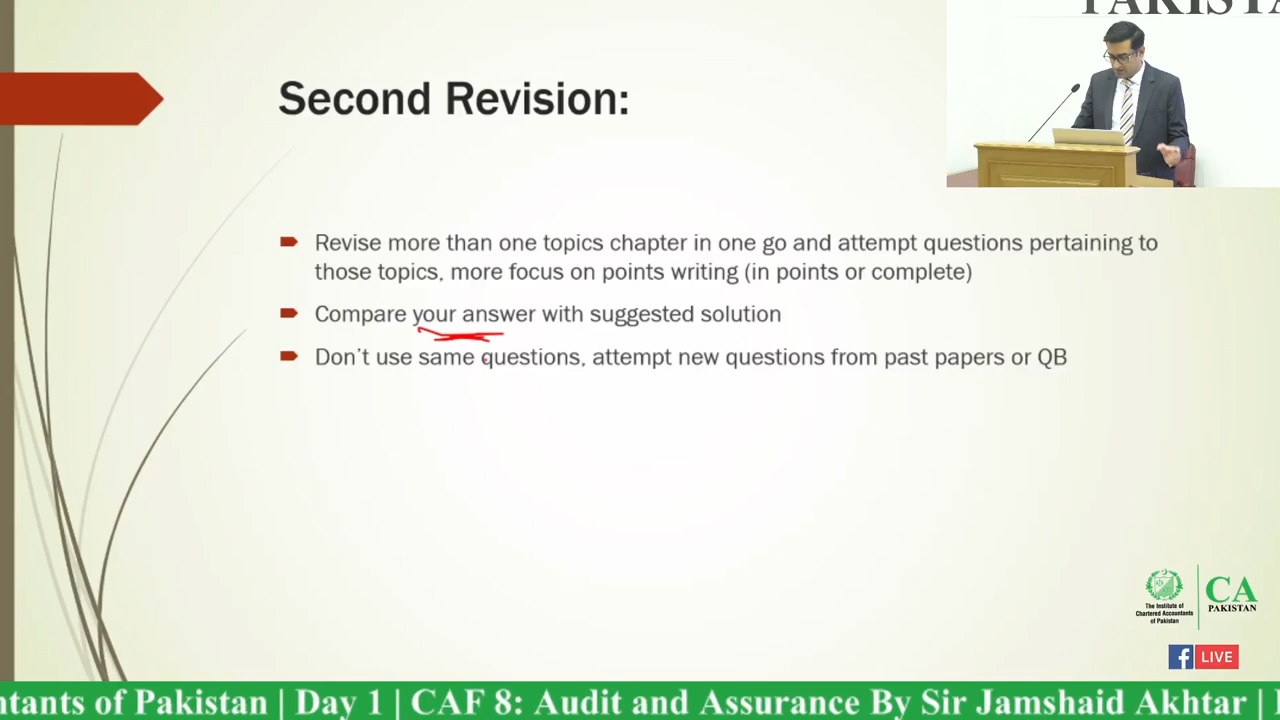 PAKISTA
Second Revision:
Revise more than one topics chapter in one go and attempt questions pertaining to
those topics, more focus on points writing (in points or complete)
Compare your answer with suggested solution
Don't use same questions, attempt new questions from past papers or QB
The Institute of
Chartered Accountants
of Pakistan
CA
PAKISTAN
f LIVE
ntants of Pakistan | Day 1 | CAF 8: Audit and Assurance By Sir Jamshaid Akhtar |